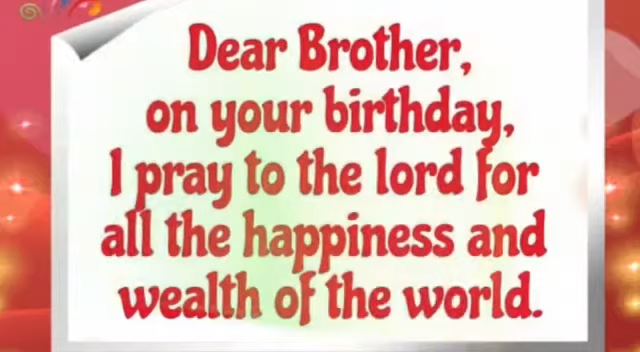 Dear Brother,
on your birthday,
I pray to the lord for
all the happiness and
wealth of the world.